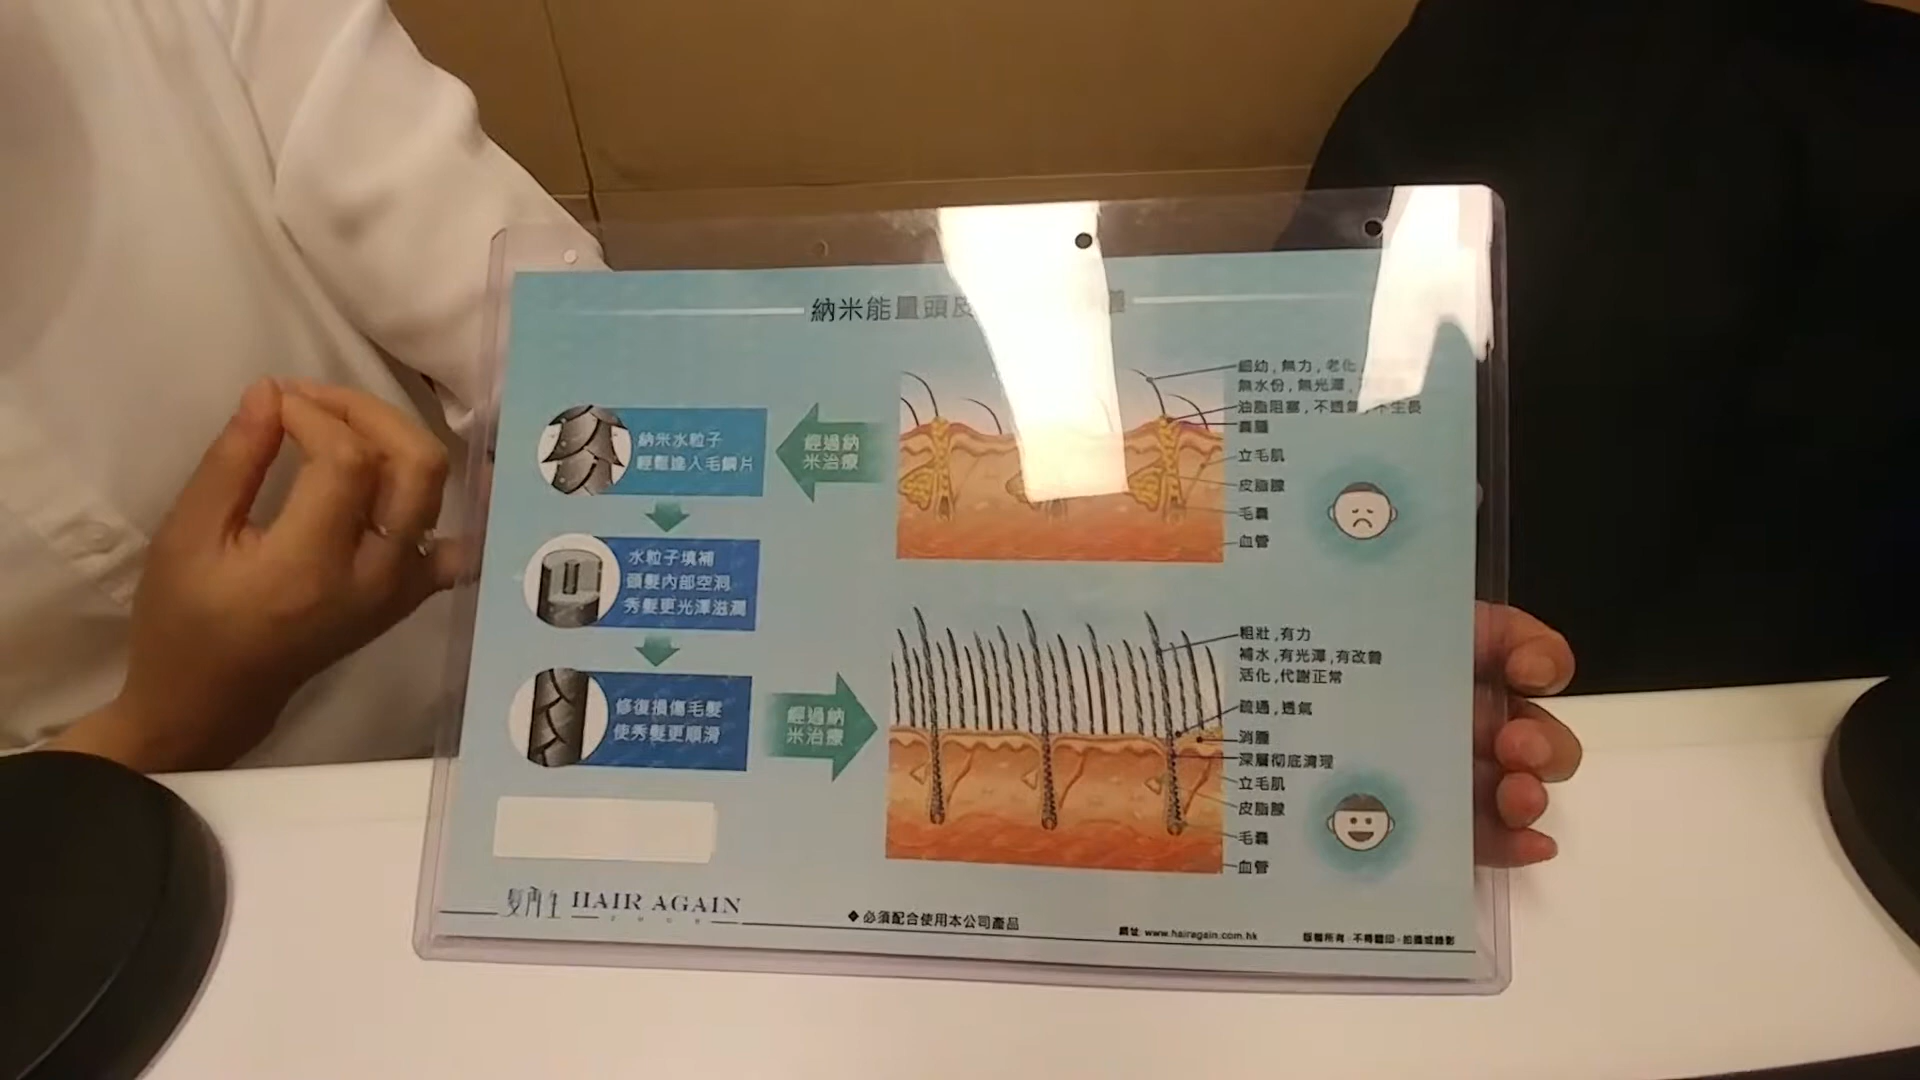 納米能量頭皮
細幼，無力，老化
無水份，無光澤，
油脂阻塞，不透氣，不生長
囊腫
立毛肌
皮脂腺
毛囊
血管
經過納
米治療
納米水粒子
輕鬆進入毛鱗片
水粒子填補
頭髮內部空洞
秀髮更光澤滋潤
修復損傷毛髮
使秀髮更順滑
經過納
米治療
粗壯，有力
補水，有光澤，有改善
活化，代謝正常
疏通，透氣
消腫
深層彻底清理
立毛肌
皮脂腺
毛囊
血管
髮再生 HAIR AGAIN
❖必須配合使用本公司產品
網址 www.hairagain.com.hk
版權所有，不得翻印，拍攝或錄影